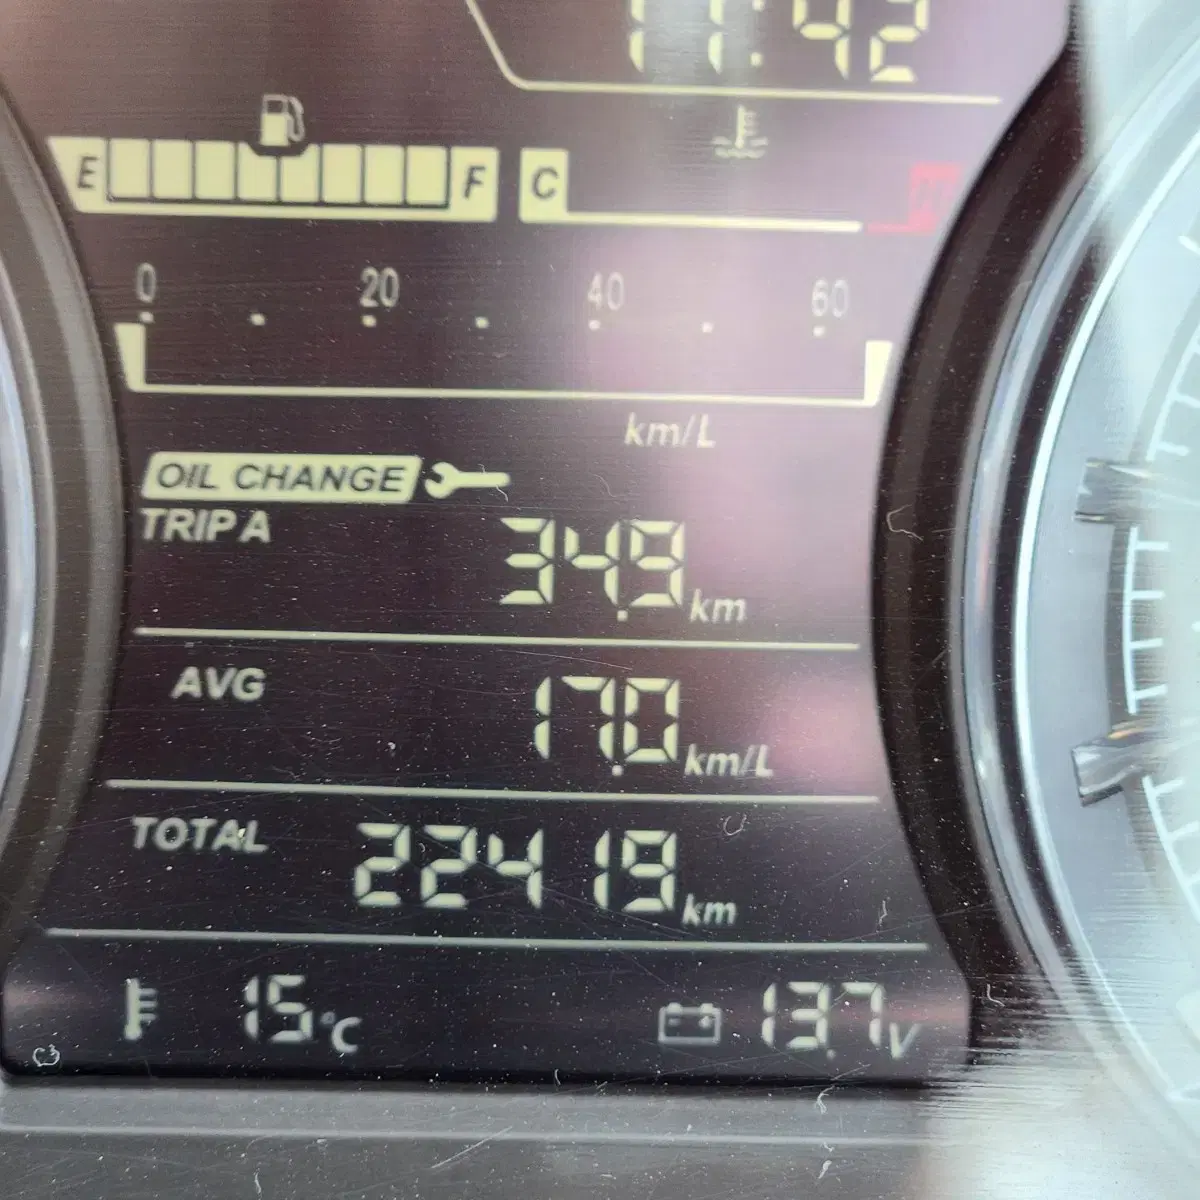 11:42
E F C H
0 20 40 60
km/L
OIL CHANGE
TRIP A 34.9 km
AVG 17.0 km/L
TOTAL 22419 km
15 °C 13.7 V